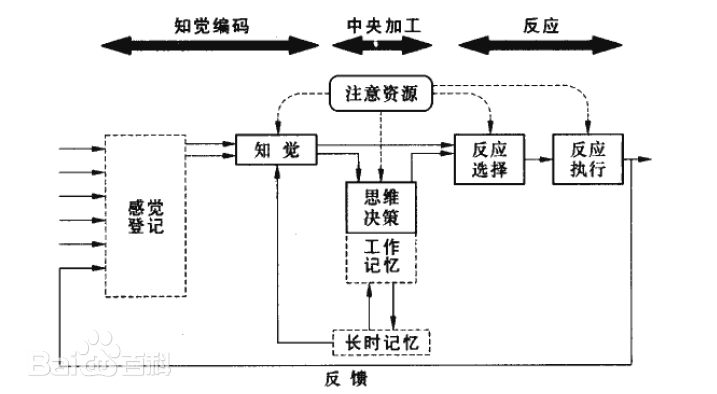 知觉编码
中央加工
反应
注意资源
知觉
反应
选择
反应
执行
感觉
登记
思维
决策
工作
记忆
长时记忆
反馈
Baidu百科